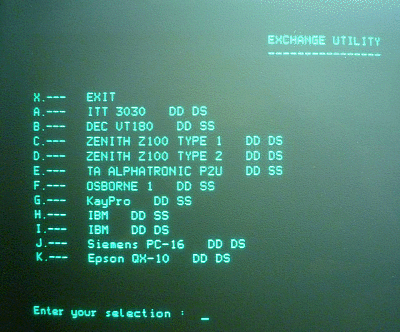 EXCHANGE UTILITY
----------------
X.--- EXIT
A.--- ITT 3030 DD DS
B.--- DEC VT180 DD SS
C.--- ZENITH Z100 TYPE 1 DD DS
D.--- ZENITH Z100 TYPE 2 DD DS
E.--- TA ALPHATRONIC P2U DD SS
F.--- OSBORNE 1 DD SS
G.--- KayPro DD SS
H.--- IBM DD SS
I.--- IBM DD DS
J.--- Siemens PC-16 DD DS
K.--- Epson QX-10 DD DS
Enter your selection : _